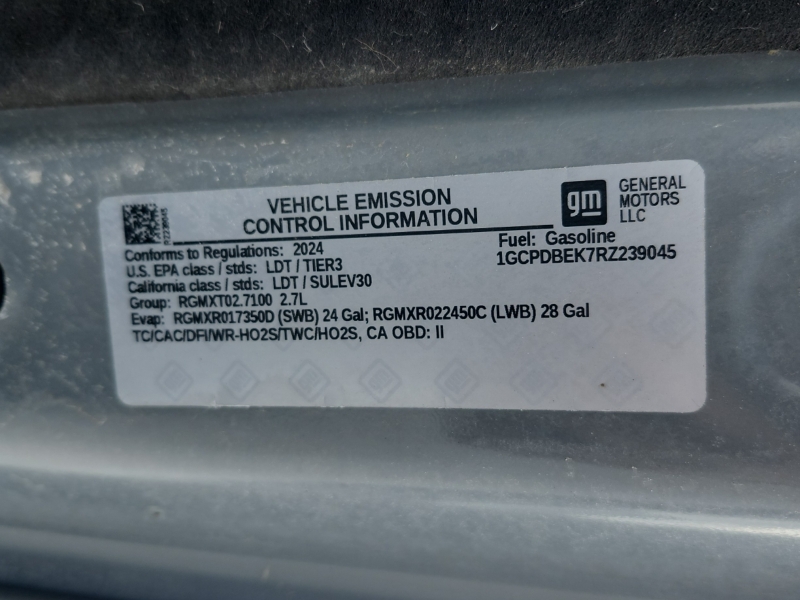 VEHICLE EMISSION
CONTROL INFORMATION
gm
GENERAL
MOTORS
LLC
RZ239045
Conforms to Regulations: 2024
U.S. EPA class / stds: LDT / TIER3
California class / stds: LDT / SULEV30
Group: RGMXT02.7100 2.7L
Evap: RGMXR017350D (SWB) 24 Gal; RGMXR022450C (LWB) 28 Gal
TC/CAC/DFI/WR-HO2S/TWC/HO2S, CA OBD: II
Fuel: Gasoline
1GCPDBEK7RZ239045